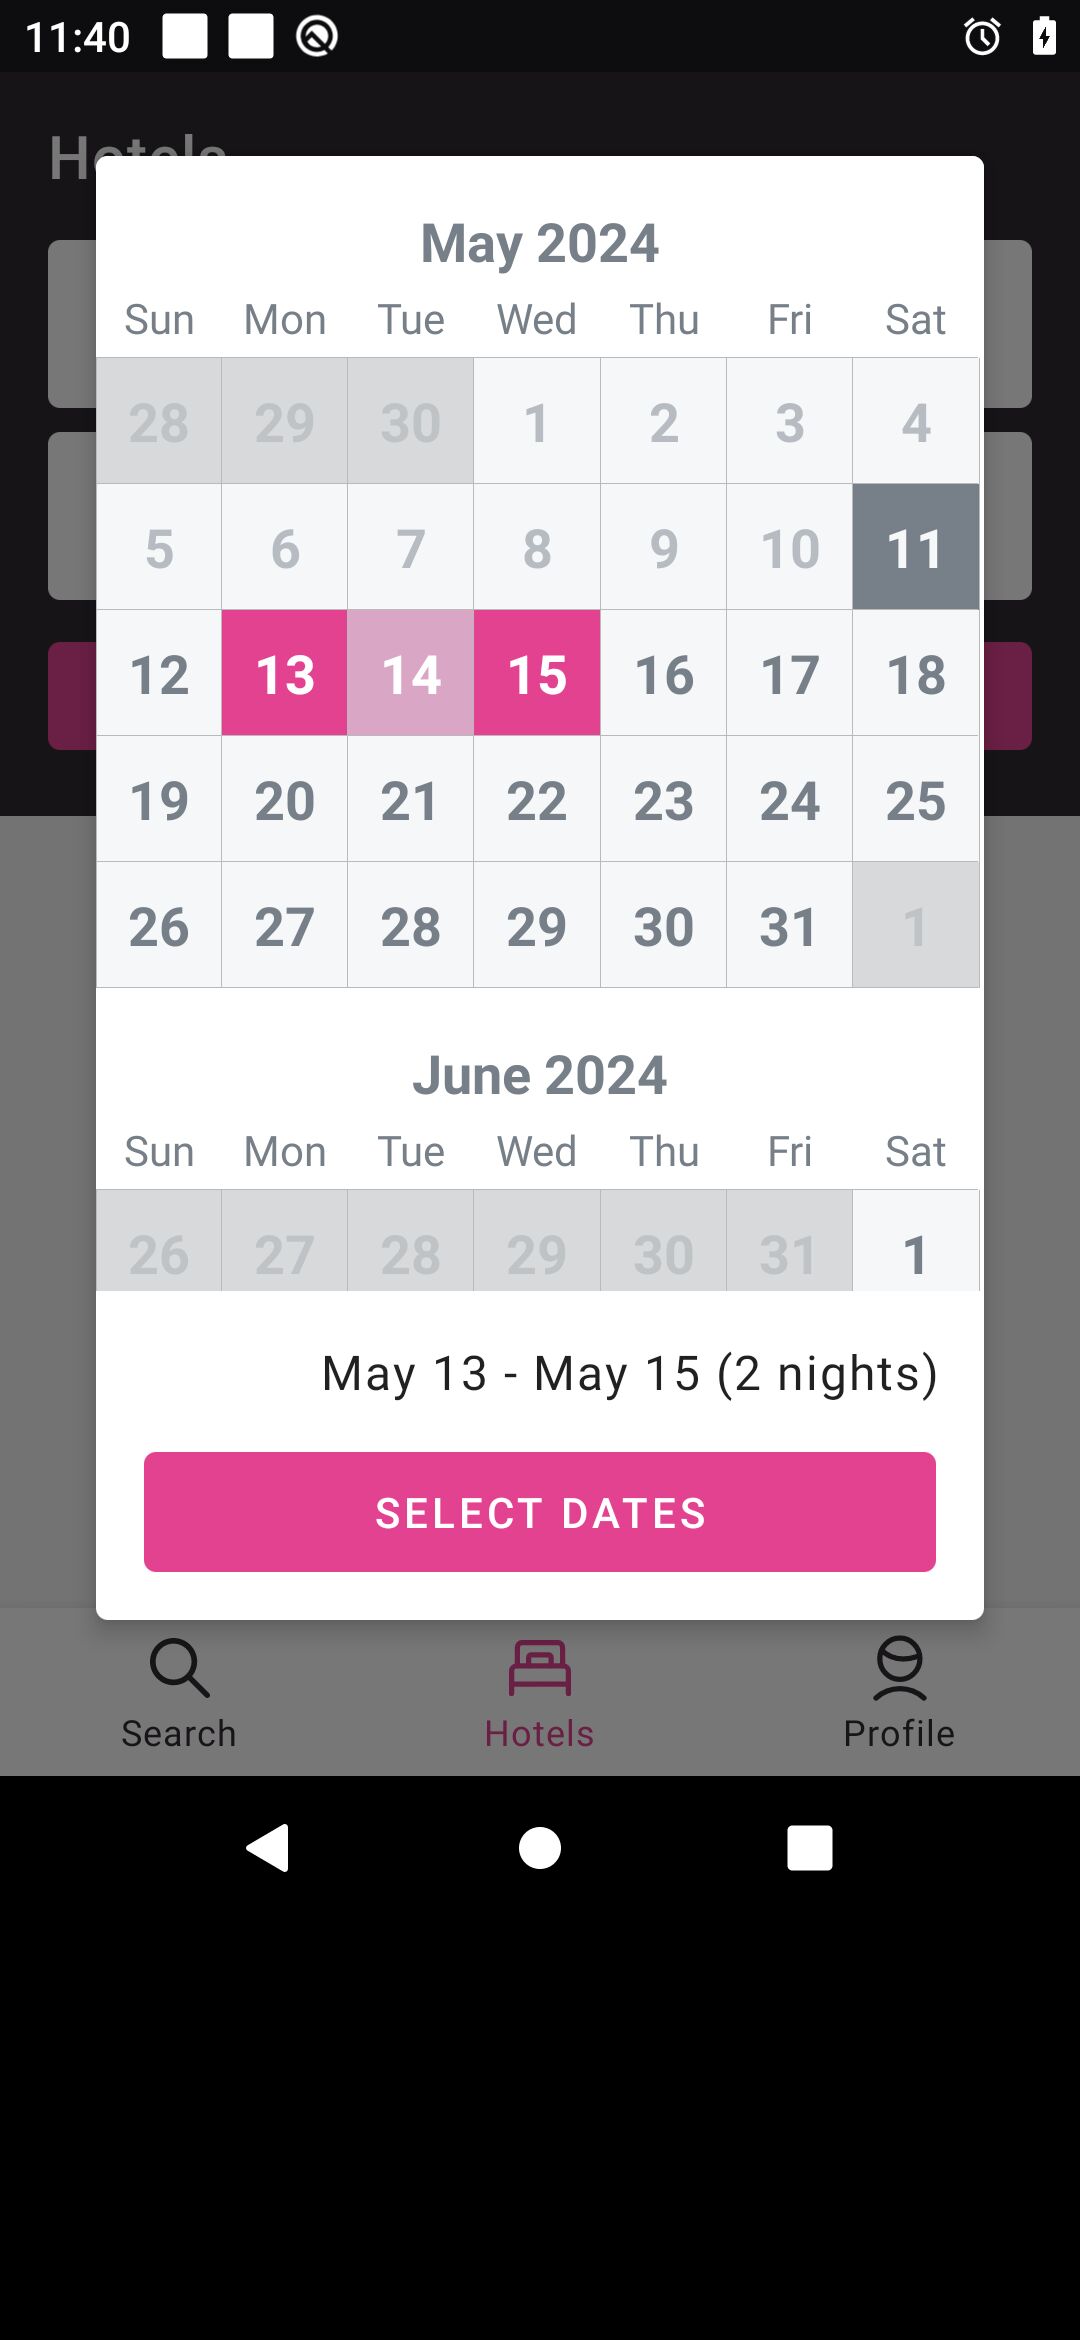 11:40
Hotels
May 2024
Sun Mon Tue Wed Thu Fri Sat
28 29 30 1 2 3 4
5 6 7 8 9 10 11
12 13 14 15 16 17 18
19 20 21 22 23 24 25
26 27 28 29 30 31 1
June 2024
Sun Mon Tue Wed Thu Fri Sat
26 27 28 29 30 31 1
May 13 - May 15 (2 nights)
SELECT DATES
Search Hotels Profile